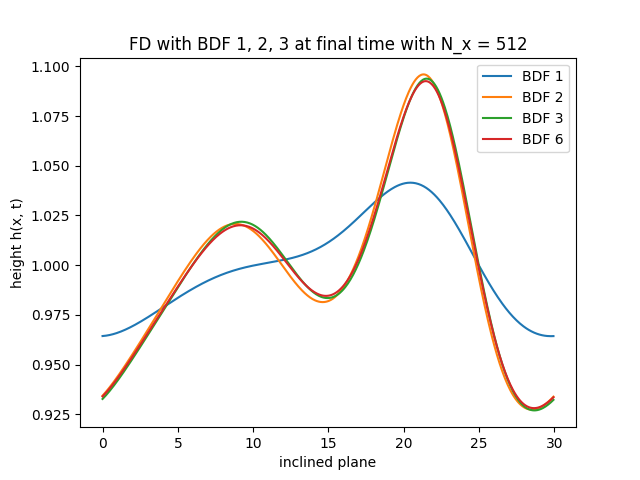 FD with BDF 1, 2, 3 at final time with N_x = 512
BDF 1
BDF 2
BDF 3
BDF 6
height h(x, t)
1.100
1.075
1.050
1.025
1.000
0.975
0.950
0.925
0 5 10 15 20 25 30
inclined plane